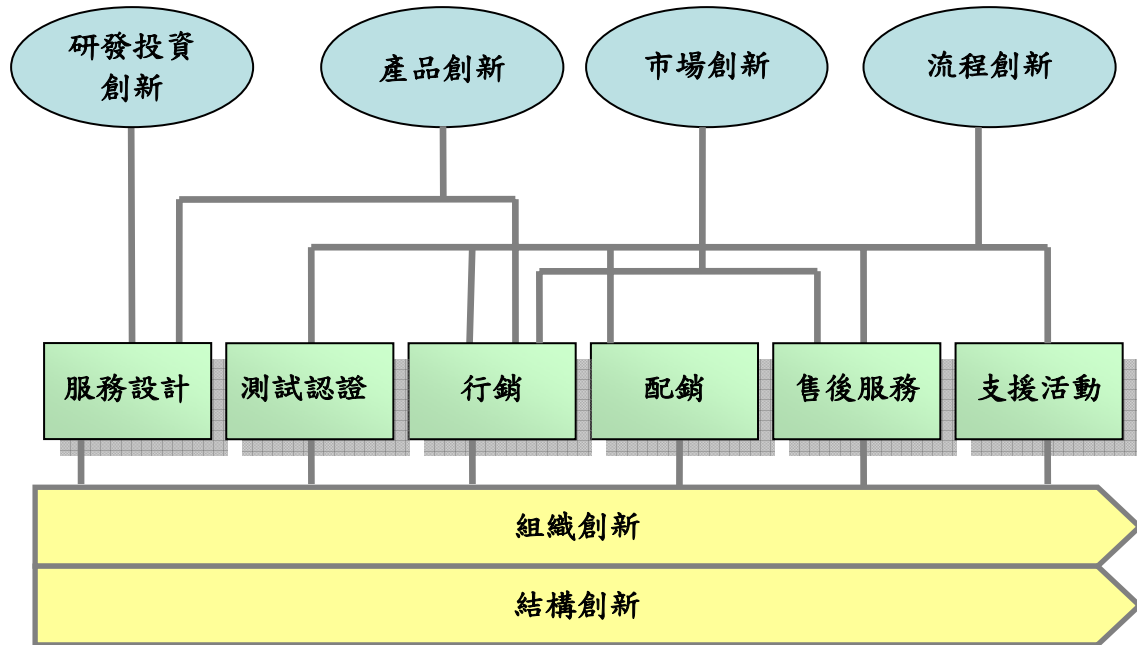 研發投資
創新
產品創新
市場創新
流程創新
服務設計
測試認證
行銷
配銷
售後服務
支援活動
組織創新
結構創新